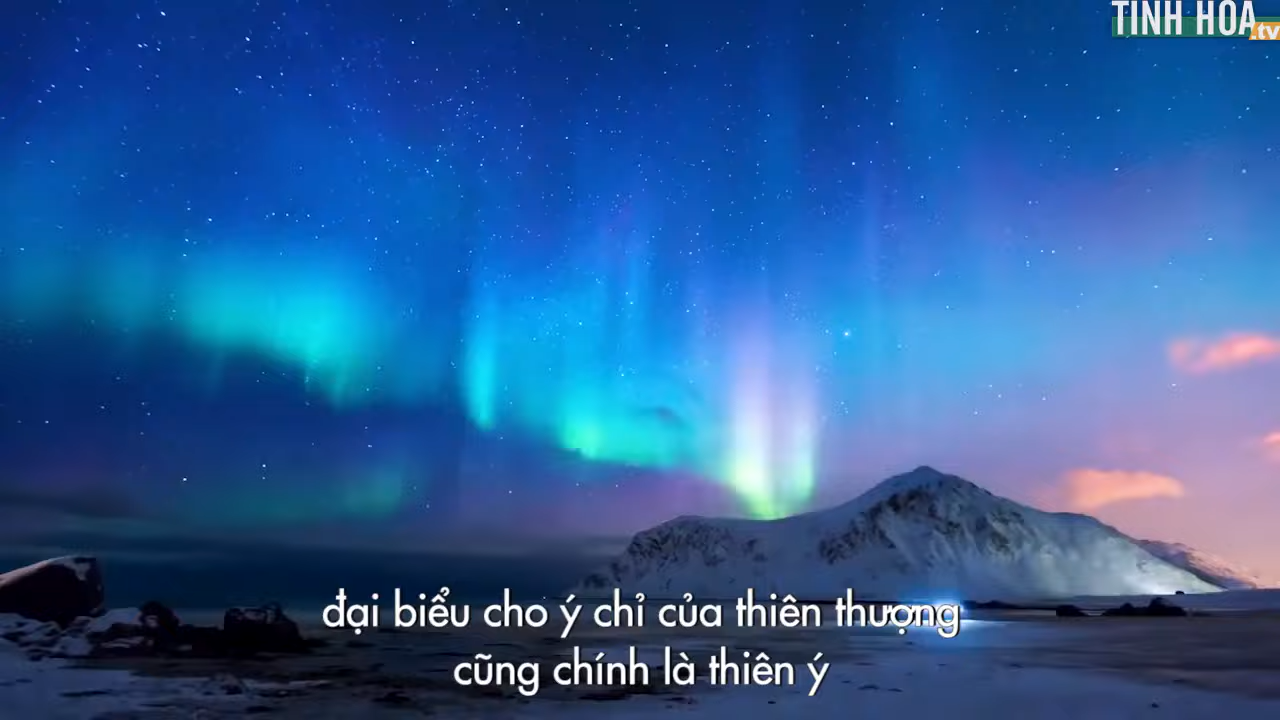 TINH HOA
.tv
đại biểu cho ý chỉ của thiên thượng
cũng chính là thiên ý